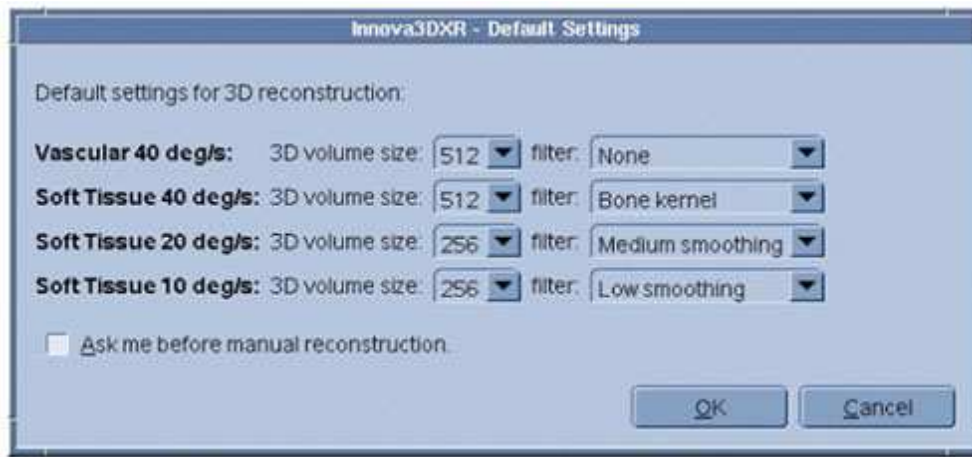 Innova3DXR - Default Settings
Default settings for 3D reconstruction:
Vascular 40 deg/s: 3D volume size: 512 filter: None
Soft Tissue 40 deg/s: 3D volume size: 512 filter: Bone kernel
Soft Tissue 20 deg/s: 3D volume size: 256 filter: Medium smoothing
Soft Tissue 10 deg/s: 3D volume size: 256 filter: Low smoothing
Ask me before manual reconstruction.
OK Cancel